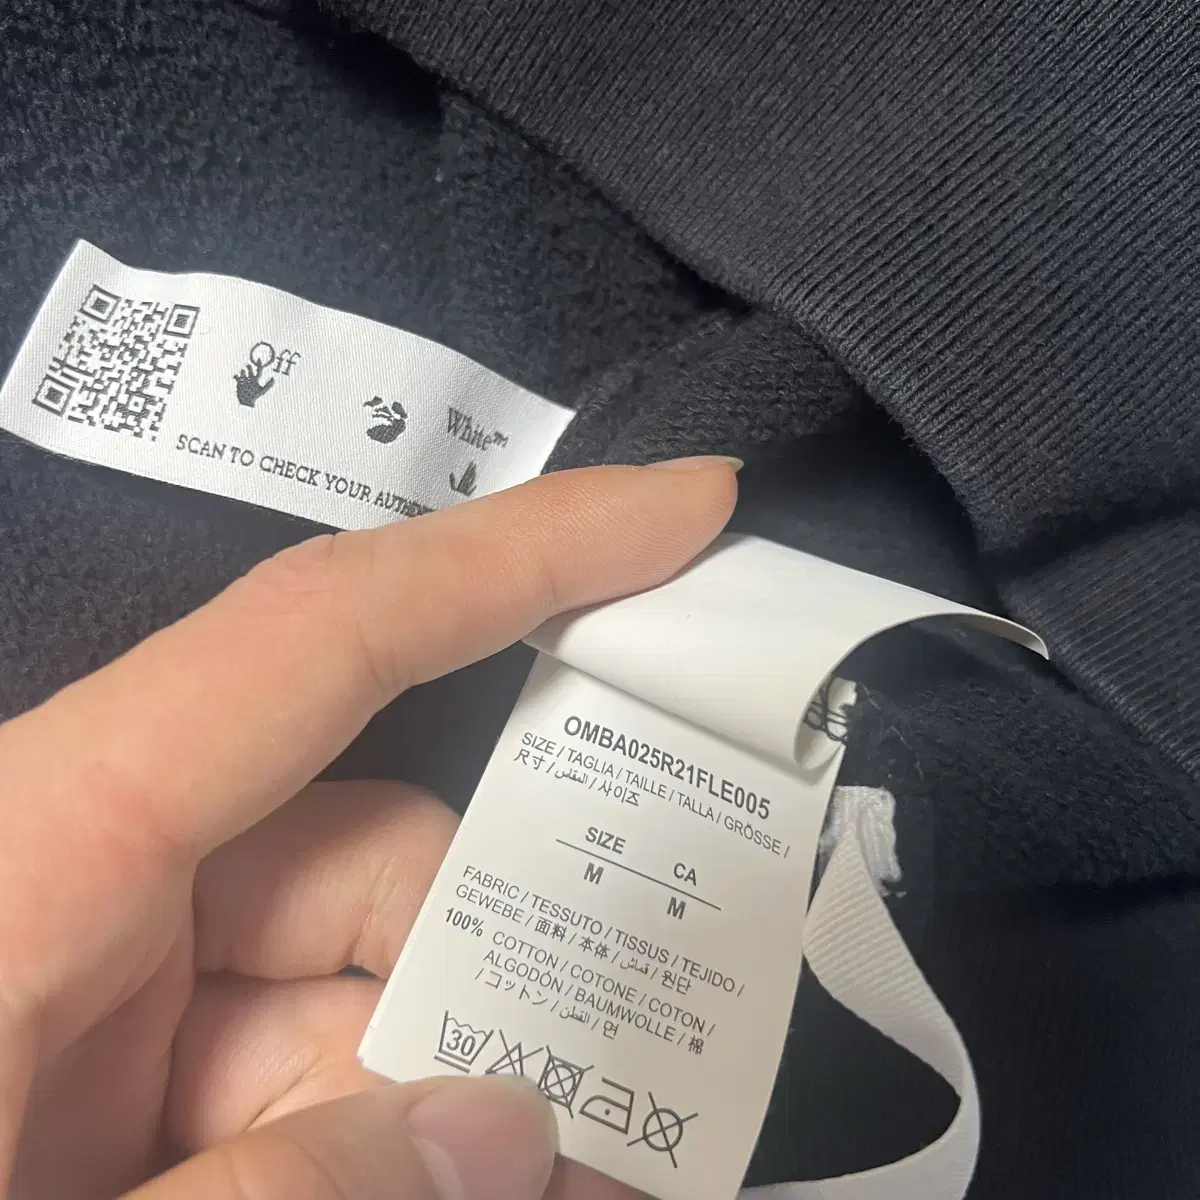 Off
White™
SCAN TO CHECK YOUR
OMBA025R21FLE005
SIZE / TAGLIA / TAILLE / TALLA / GRÖSSE /
尺寸 / المقاس / 사이즈
SIZE CA
M M
FABRIC / TESSUTO / TISSUS / TEJIDO /
GEWEBE / 面料 / 本体 / قماش / 원단
100% COTTON / COTONE / COTON /
ALGODÓN / BAUMWOLLE / 棉
/ コットン / القطن / 면
30